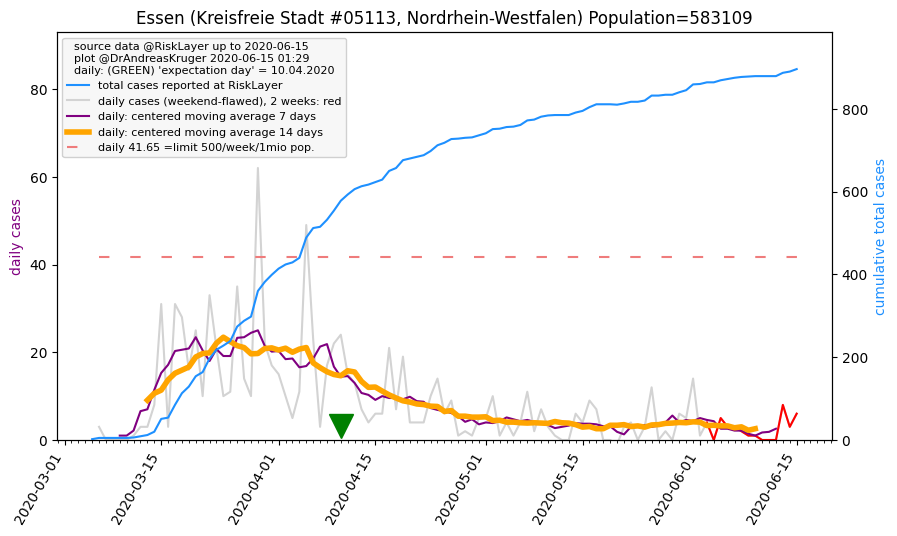 Essen (Kreisfreie Stadt #05113, Nordrhein-Westfalen) Population=583109
source data @RiskLayer up to 2020-06-15
plot @DrAndreasKruger 2020-06-15 01:29
daily: (GREEN) 'expectation day' = 10.04.2020
total cases reported at RiskLayer
daily cases (weekend-flawed), 2 weeks: red
daily: centered moving average 7 days
daily: centered moving average 14 days
daily 41.65 =limit 500/week/1mio pop.
daily cases
80
60
40
20
0
cumulative total cases
800
600
400
200
0
2020-03-01
2020-03-15
2020-04-01
2020-04-15
2020-05-01
2020-05-15
2020-06-01
2020-06-15